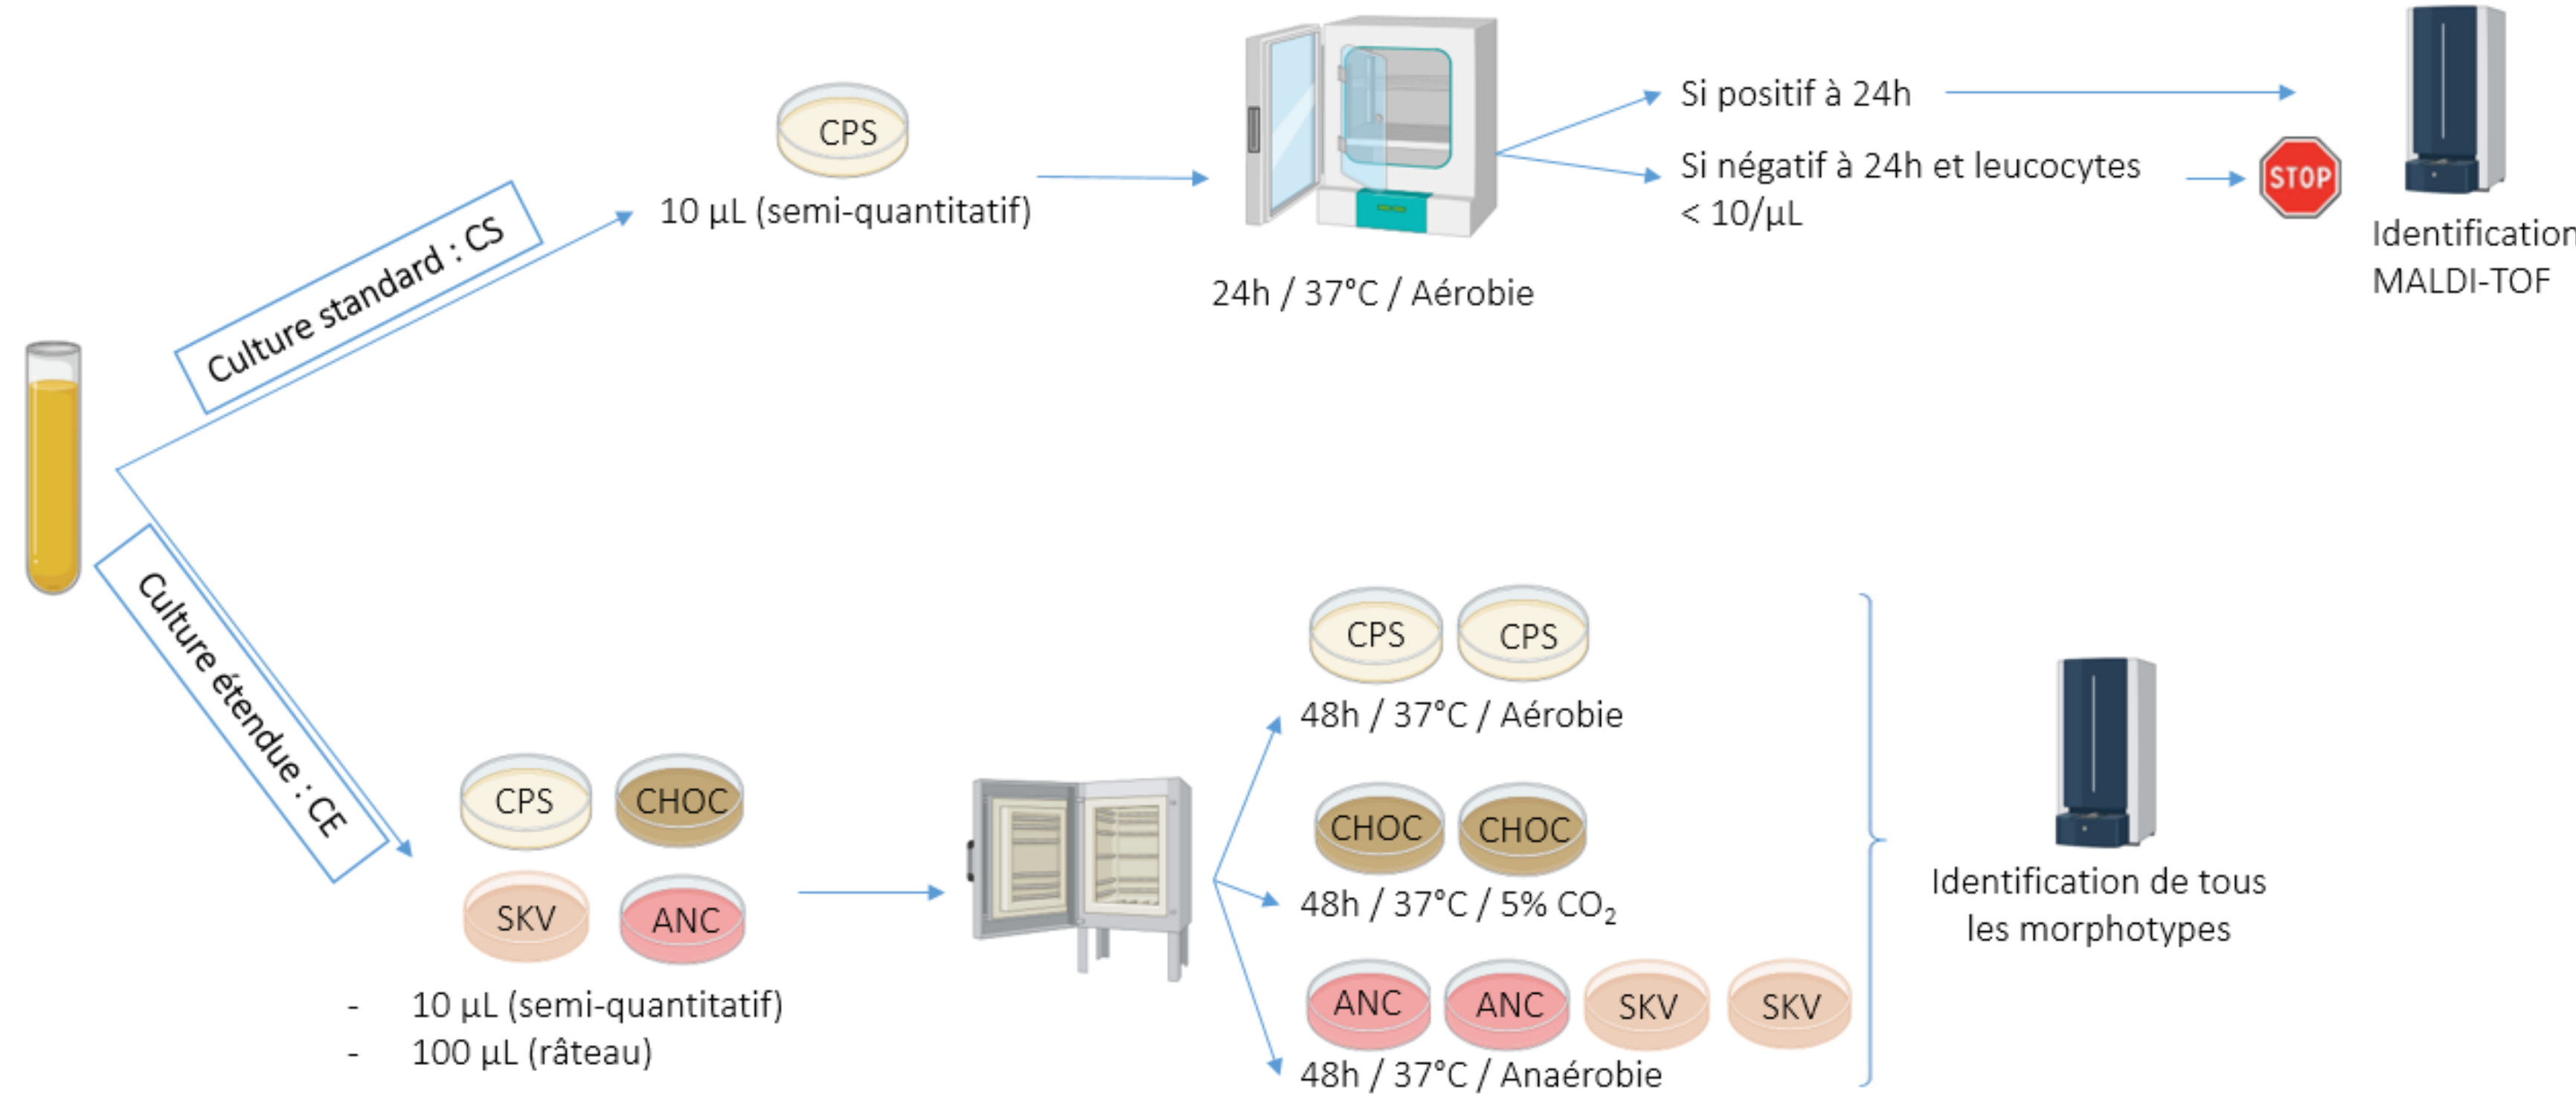 Culture standard : CS
CPS
10 µL (semi-quantitatif)
24h / 37°C / Aérobie
Si positif à 24h
Si négatif à 24h et leucocytes
< 10/µL
STOP
Identification
MALDI-TOF
Culture étendue : CE
CPS
CHOC
SKV
ANC
- 10 µL (semi-quantitatif)
- 100 µL (râteau)
CPS
CPS
48h / 37°C / Aérobie
CHOC
CHOC
48h / 37°C / 5% CO₂
ANC
ANC
SKV
SKV
48h / 37°C / Anaérobie
Identification de tous
les morphotypes